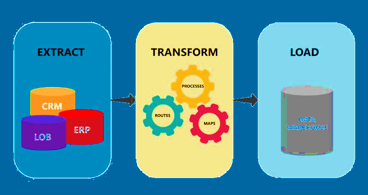 EXTRACT
CRM
LOB
ERP
TRANSFORM
PROCESSES
ROUTES
MAPS
LOAD